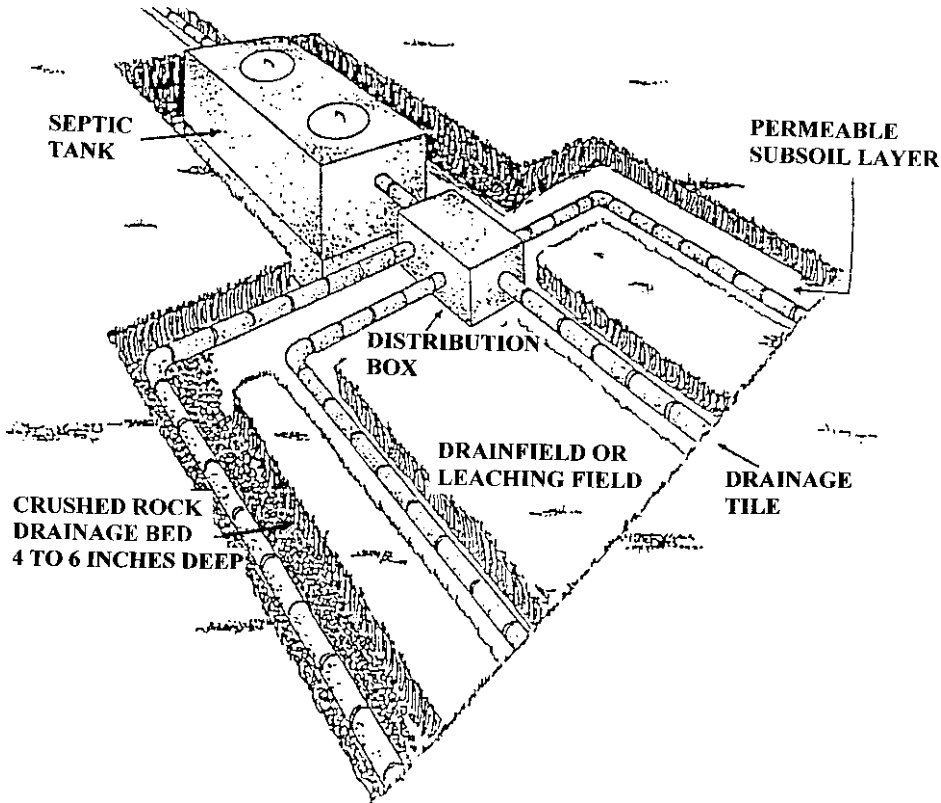 SEPTIC
TANK
PERMEABLE
SUBSOIL LAYER
DISTRIBUTION
BOX
DRAINFIELD OR
LEACHING FIELD
DRAINAGE
TILE
CRUSHED ROCK
DRAINAGE BED
4 TO 6 INCHES DEEP